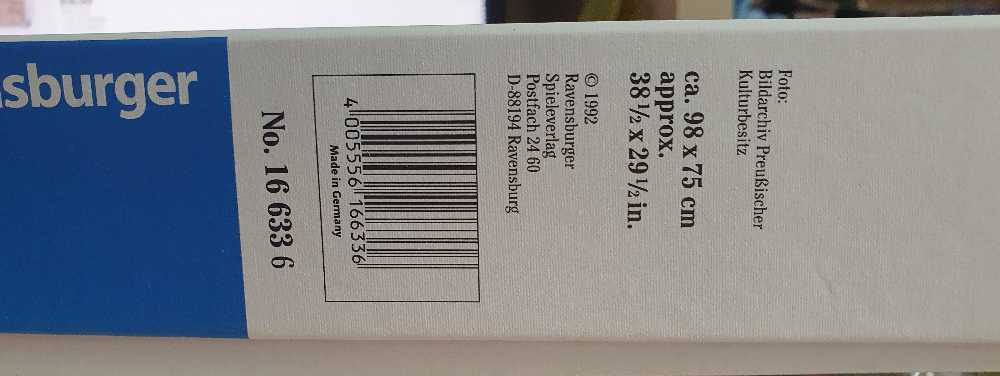 sburger
Foto:
Bildarchiv Preußischer
Kulturbesitz
ca. 98 x 75 cm
approx.
38 ½ x 29 ½ in.
© 1992
Ravensburger
Spieleverlag
Postfach 24 60
D-88194 Ravensburg
4 005556 166336
Made in Germany
No. 16 633 6